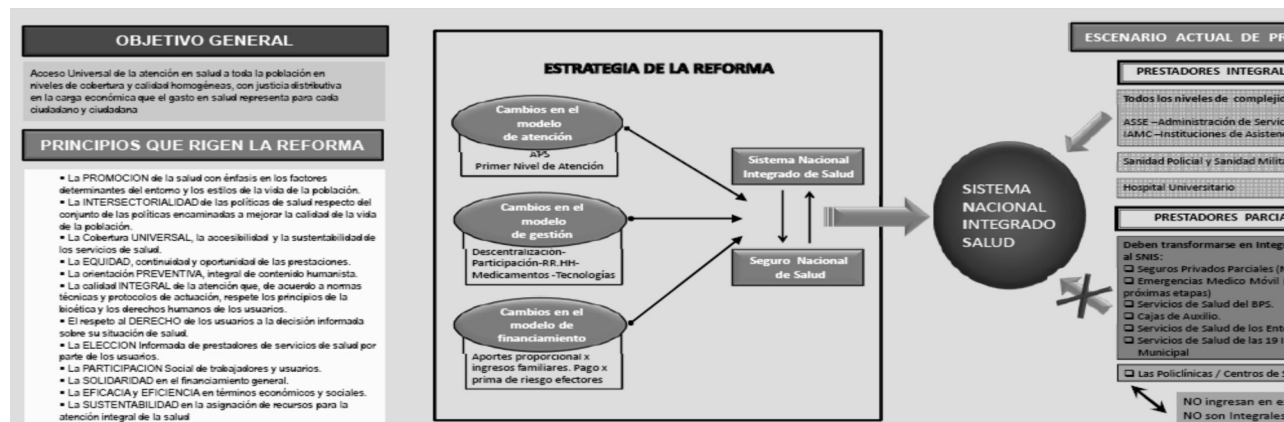 OBJETIVO GENERAL
Acceso Universal de la atención en salud a toda la población en
niveles de cobertura y calidad homogéneas, con justicia distributiva
en la carga económica que el gasto en salud representa para cada
ciudadano y ciudadana
PRINCIPIOS QUE RIGEN LA REFORMA
▪ La PROMOCION de la salud con énfasis en los factores
determinantes del entorno y los estilos de la vida de la población.
▪ La INTERSECTORIALIDAD de las políticas de salud respecto del
conjunto de las políticas encaminadas a mejorar la calidad de la vida
de la población.
▪ La Cobertura UNIVERSAL, la accesibilidad y la sustentabilidad de
los servicios de salud.
▪ La EQUIDAD, continuidad y oportunidad de las prestaciones.
▪ La orientación PREVENTIVA, integral de contenido humanista.
▪ La calidad INTEGRAL de la atención que, de acuerdo a normas
técnicas y protocolos de actuación, respete los principios de la
bioética y los derechos humanos de los usuarios.
▪ El respeto al DERECHO de los usuarios a la decisión informada
sobre su situación de salud.
▪ La ELECCION Informada de prestadores de servicios de salud por
parte de los usuarios.
▪ La PARTICIPACION Social de trabajadores y usuarios.
▪ La SOLIDARIDAD en el financiamiento general.
▪ La EFICACIA y EFICIENCIA en términos económicos y sociales.
▪ La SUSTENTABILIDAD en la asignación de recursos para la
atención integral de la salud
ESTRATEGIA DE LA REFORMA
Cambios en el
modelo
de atención
APS
Primer Nivel de Atención
Cambios en el
modelo
de gestión
Descentralización-
Participación-RR.HH-
Medicamentos -Tecnologías
Cambios en el
modelo de
financiamiento
Aportes proporcional x
ingresos familiares. Pago x
prima de riesgo efectores
Sistema Nacional
Integrado de Salud
Seguro Nacional
de Salud
SISTEMA
NACIONAL
INTEGRADO
SALUD
ESCENARIO ACTUAL DE PR
PRESTADORES INTEGRAL
Todos los niveles de complejid
ASSE –Administración de Servic
IAMC –Instituciones de Asistenc
Sanidad Policial y Sanidad Milita
Hospital Universitario
PRESTADORES PARCIA
Deben transformarse en Integr
al SNIS:
❑ Seguros Privados Parciales (M
❑ Emergencias Medico Móvil
próximas etapas)
❑ Servicios de Salud del BPS.
❑ Cajas de Auxilio.
❑ Servicios de Salud de los Ent
❑ Servicios de Salud de las 19 I
Municipal
❑ Las Policlínicas / Centros de S
NO ingresan en e
NO son Integrales